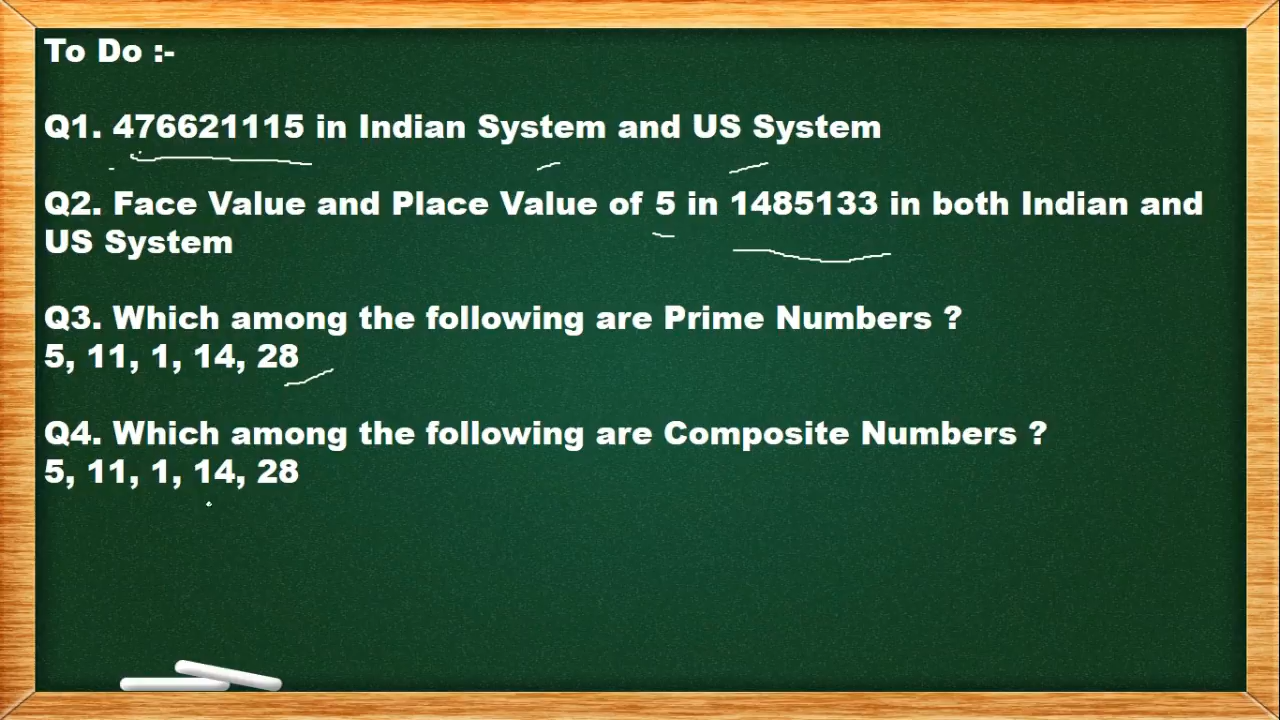 To Do :-
Q1. 476621115 in Indian System and US System
Q2. Face Value and Place Value of 5 in 1485133 in both Indian and
US System
Q3. Which among the following are Prime Numbers ?
5, 11, 1, 14, 28
Q4. Which among the following are Composite Numbers ?
5, 11, 1, 14, 28